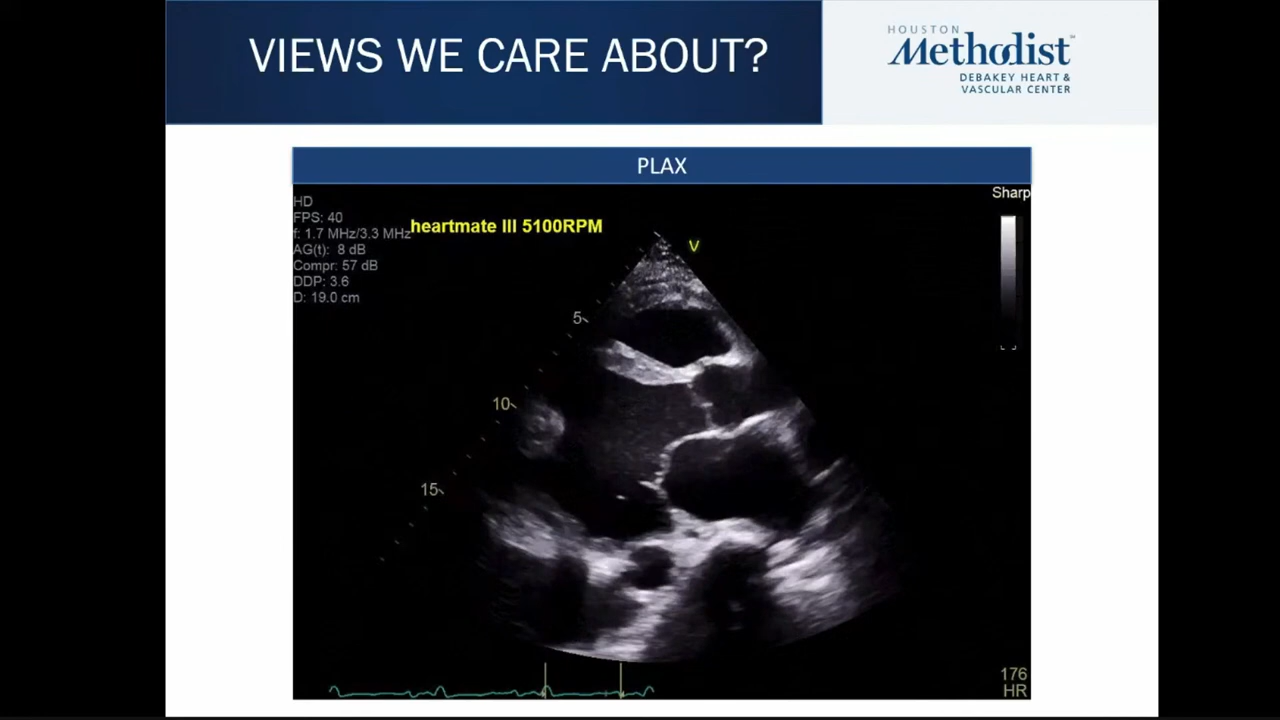 VIEWS WE CARE ABOUT?
HOUSTON
Methodist
DEBAKEY HEART &
VASCULAR CENTER
PLAX
Sharp
HD
FPS: 40
f: 1.7 MHz/3.3 MHz
AG(t): 8 dB
Compr: 57 dB
DDP: 3.6
D: 19.0 cm
heartmate III 5100RPM
V
5
10
15
176
HR